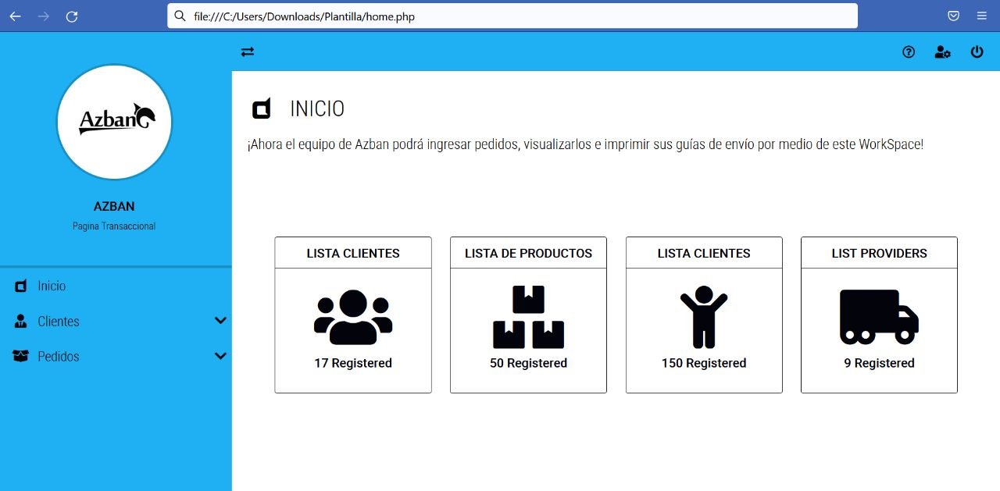 file:///C:/Users/Downloads/Plantilla/home.php
Azban
AZBAN
Pagina Transaccional
Inicio
Clientes
Pedidos
INICIO
¡Ahora el equipo de Azban podrá ingresar pedidos, visualizarlos e imprimir sus guías de envío por medio de este WorkSpace!
LISTA CLIENTES
17 Registered
LISTA DE PRODUCTOS
50 Registered
LISTA CLIENTES
150 Registered
LIST PROVIDERS
9 Registered